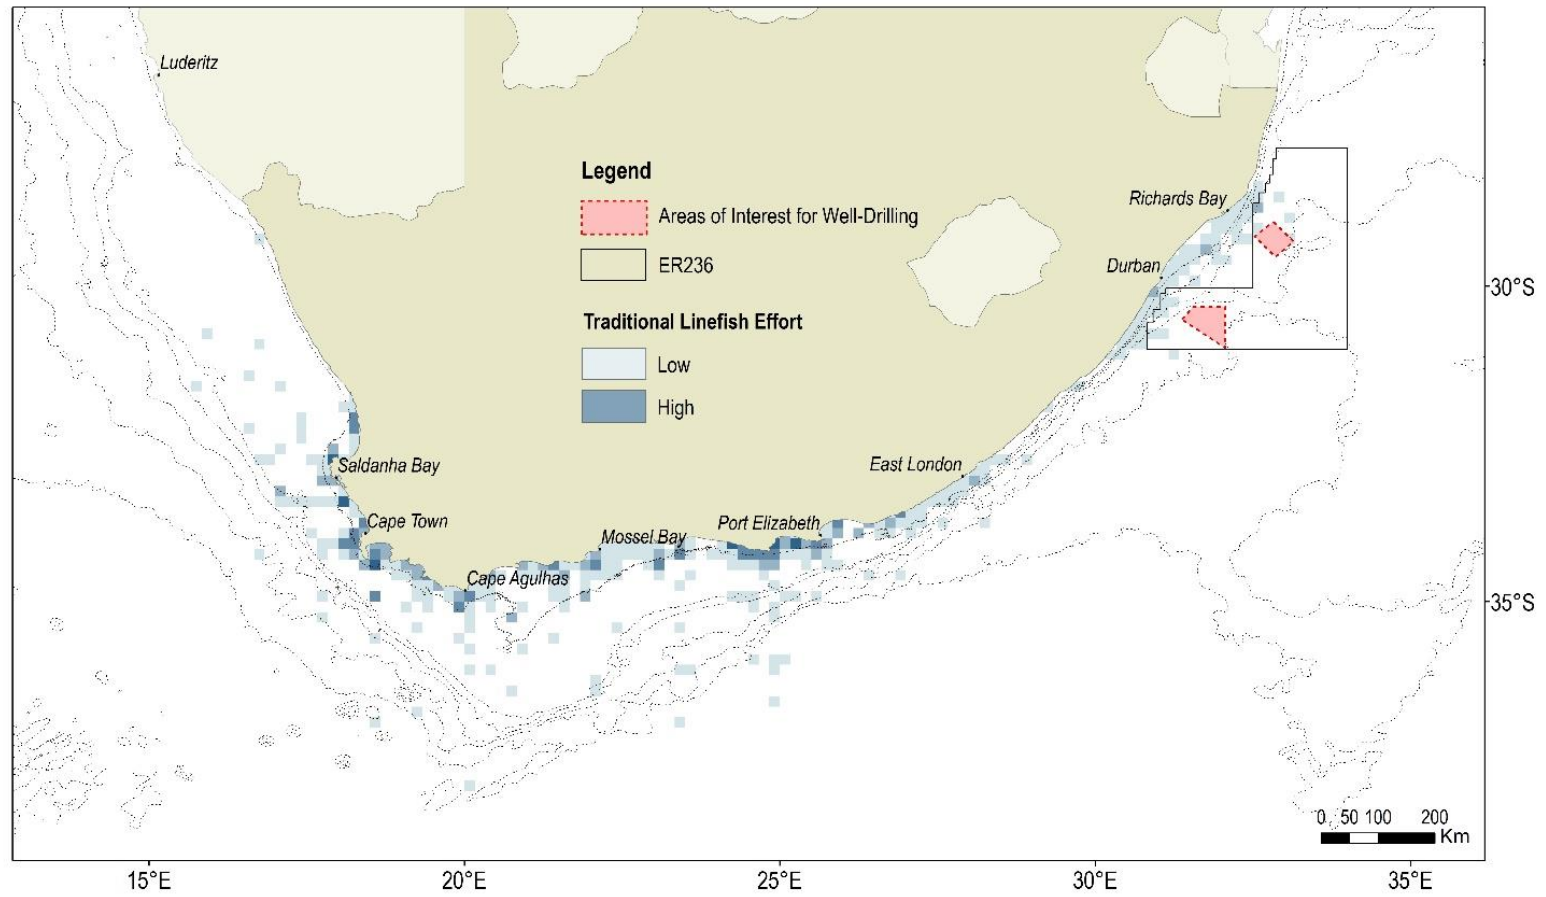 Luderitz
Legend
Areas of Interest for Well-Drilling
ER236
Traditional Linefish Effort
Low
High
Richards Bay
Durban
30°S
Saldanha Bay
East London
Cape Town
Port Elizabeth
Mossel Bay
Cape Agulhas
35°S
0 50 100 200
Km
15°E 20°E 25°E 30°E 35°E